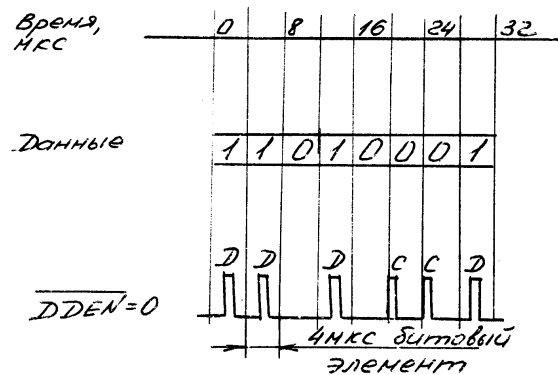 Время, 0 8 16 24 32
мкс
Данные 1 1 0 1 0 0 0 1
D D D C C D
DDEN=0
4мкс битовый
элемент